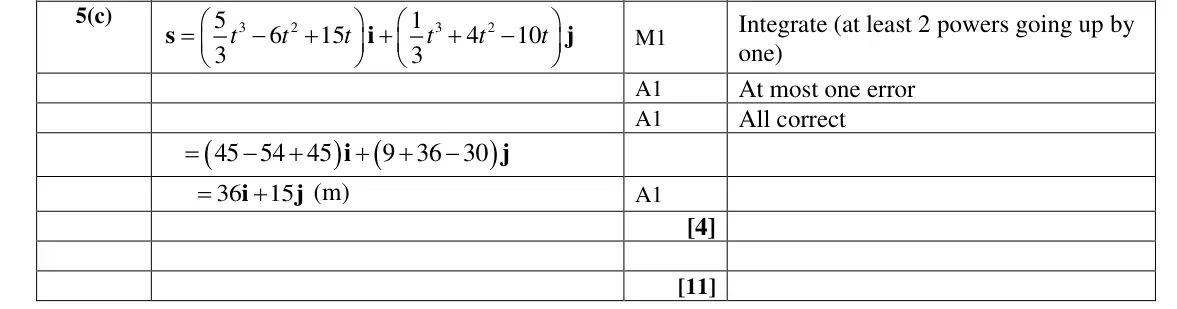 5(c) s = (5/3 t³ − 6t² + 15t) i + (1/3 t³ + 4t² − 10t) j M1 Integrate (at least 2 powers going up by one)
A1 At most one error
A1 All correct
= (45 − 54 + 45) i + (9 + 36 − 30) j
= 36i + 15j (m) A1
[4]
[11]